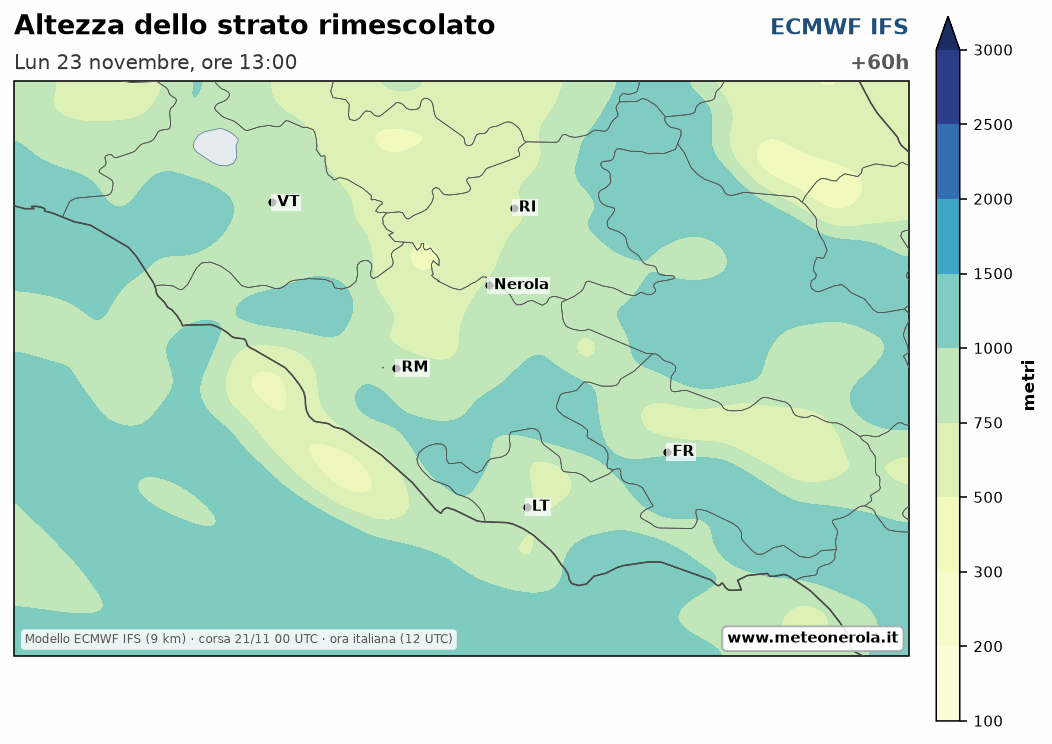 Altezza dello strato rimescolato
ECMWF IFS
Lun 23 novembre, ore 13:00
+60h
3000
2500
2000
1500
1000
750
500
300
200
100
metri
VT
RI
Nerola
RM
FR
LT
Modello ECMWF IFS (9 km) · corsa 21/11 00 UTC · ora italiana (12 UTC)
www.meteonerola.it